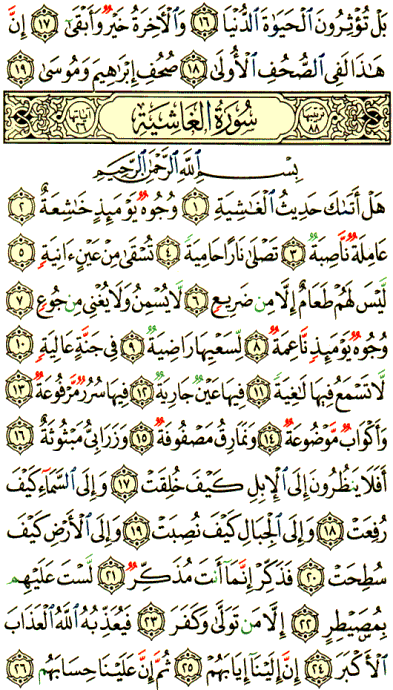 بَلْ تُؤْثِرُونَ ٱلْحَيَوٰةَ ٱلدُّنْيَا ١٦ وَٱلْآخِرَةُ خَيْرٌ وَأَبْقَىٰٓ ١٧ إِنَّ
هَٰذَا لَفِى ٱلصُّحُفِ ٱلْأُولَىٰ ١٨ صُحُفِ إِبْرَٰهِيمَ وَمُوسَىٰ ١٩
ترتيبها ٨٨ سُورَةُ الغَاشِيَةِ آياتها ٢٦
بِسْمِ ٱللَّهِ ٱلرَّحْمَٰنِ ٱلرَّحِيمِ
هَلْ أَتَىٰكَ حَدِيثُ ٱلْغَٰشِيَةِ ١ وُجُوهٌ يَوْمَئِذٍ خَٰشِعَةٌ ٢
عَامِلَةٌ نَّاصِبَةٌ ٣ تَصْلَىٰ نَارًا حَامِيَةً ٤ تُسْقَىٰ مِنْ عَيْنٍ ءَانِيَةٍ ٥
لَّيْسَ لَهُمْ طَعَامٌ إِلَّا مِن ضَرِيعٍ ٦ لَّا يُسْمِنُ وَلَا يُغْنِى مِن جُوعٍ ٧
وُجُوهٌ يَوْمَئِذٍ نَّاعِمَةٌ ٨ لِّسَعْيِهَا رَاضِيَةٌ ٩ فِى جَنَّةٍ عَالِيَةٍ ١٠
لَّا تَسْمَعُ فِيهَا لَٰغِيَةً ١١ فِيهَا عَيْنٌ جَارِيَةٌ ١٢ فِيهَا سُرُرٌ مَّرْفُوعَةٌ ١٣
وَأَكْوَابٌ مَّوْضُوعَةٌ ١٤ وَنَمَارِقُ مَصْفُوفَةٌ ١٥ وَزَرَابِىُّ مَبْثُوثَةٌ ١٦
أَفَلَا يَنظُرُونَ إِلَى ٱلْإِبِلِ كَيْفَ خُلِقَتْ ١٧ وَإِلَى ٱلسَّمَآءِ كَيْفَ
رُفِعَتْ ١٨ وَإِلَى ٱلْجِبَالِ كَيْفَ نُصِبَتْ ١٩ وَإِلَى ٱلْأَرْضِ كَيْفَ
سُطِحَتْ ٢٠ فَذَكِّرْ إِنَّمَآ أَنتَ مُذَكِّرٌ ٢١ لَّسْتَ عَلَيْهِم
بِمُصَيْطِرٍ ٢٢ إِلَّا مَن تَوَلَّىٰ وَكَفَرَ ٢٣ فَيُعَذِّبُهُ ٱللَّهُ ٱلْعَذَابَ
ٱلْأَكْبَرَ ٢٤ إِنَّ إِلَيْنَآ إِيَابَهُمْ ٢٥ ثُمَّ إِنَّ عَلَيْنَا حِسَابَهُم ٢٦